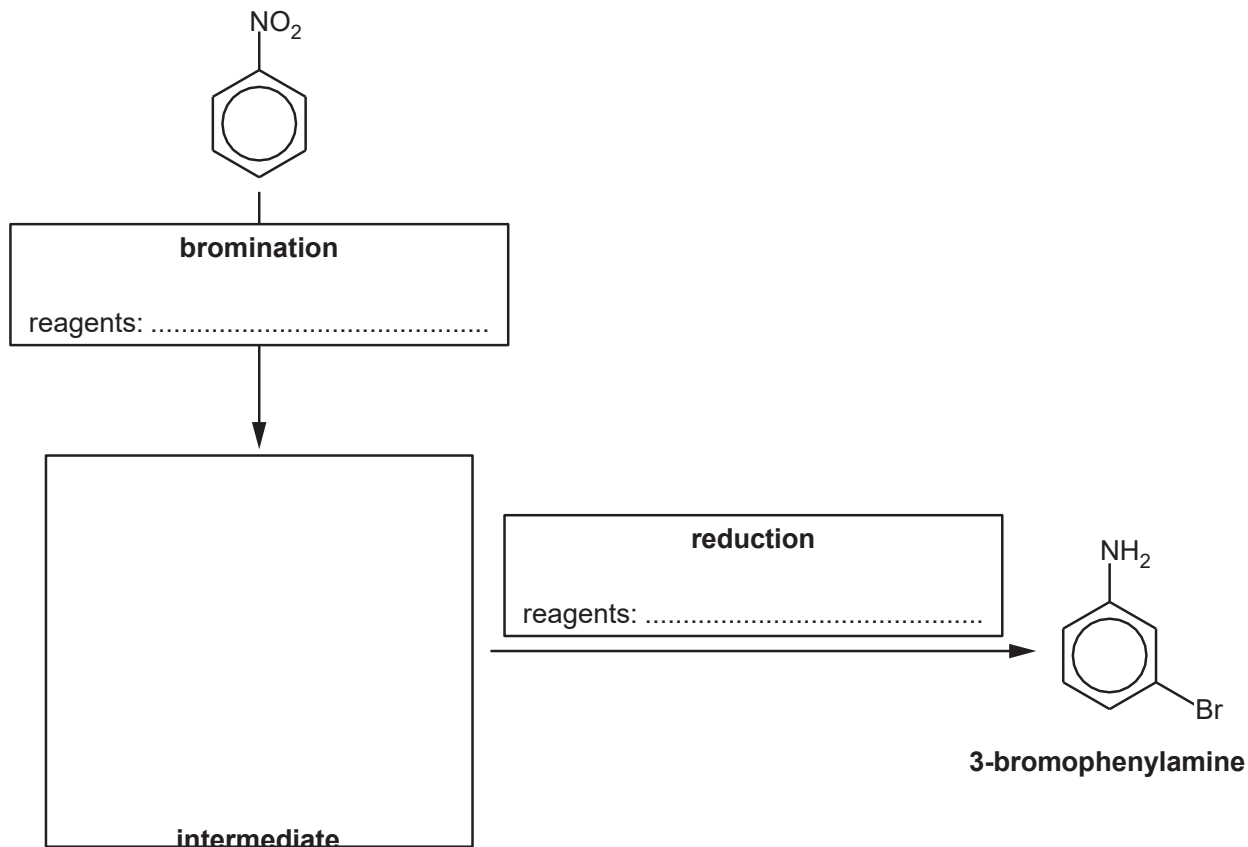 NO2
bromination
reagents: ............................................
reduction
reagents: ............................................
NH2
Br
3-bromophenylamine
intermediate